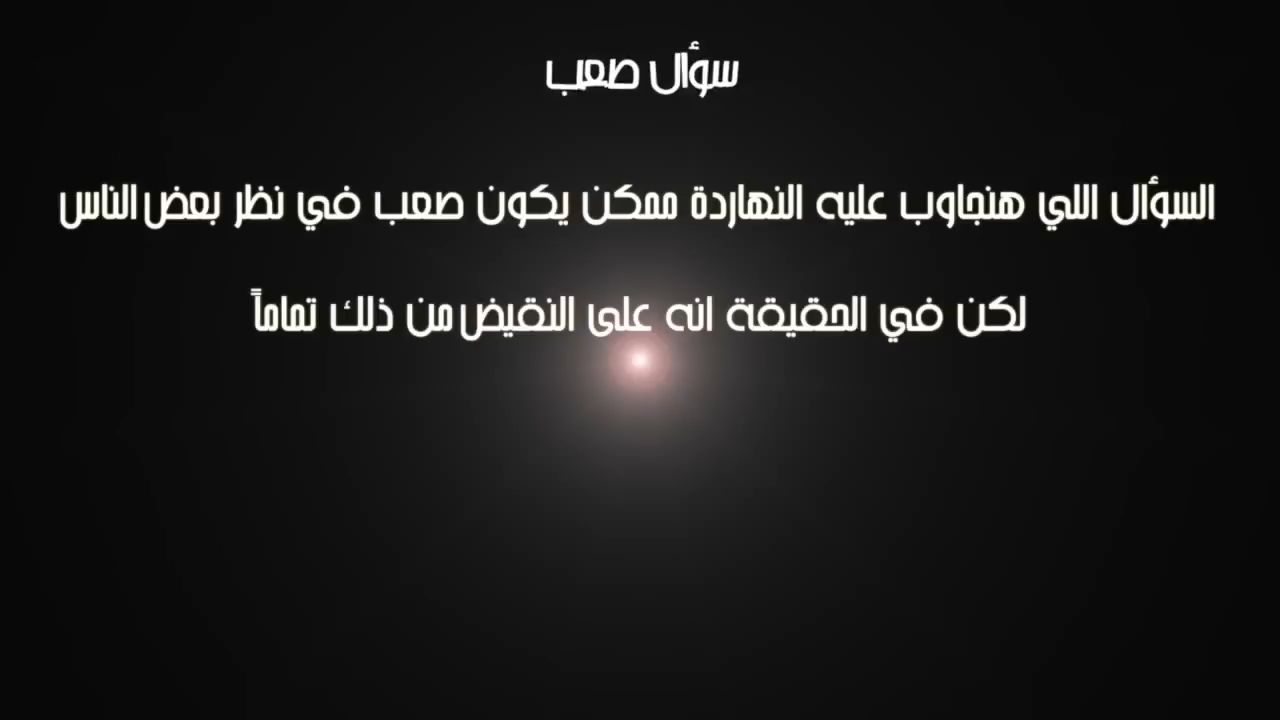 سؤال صعب
السؤال اللي هنجاوب عليه النهاردة ممكن يكون صعب في نظر بعض الناس
لكن في الحقيقة انه على النقيض من ذلك تماماً